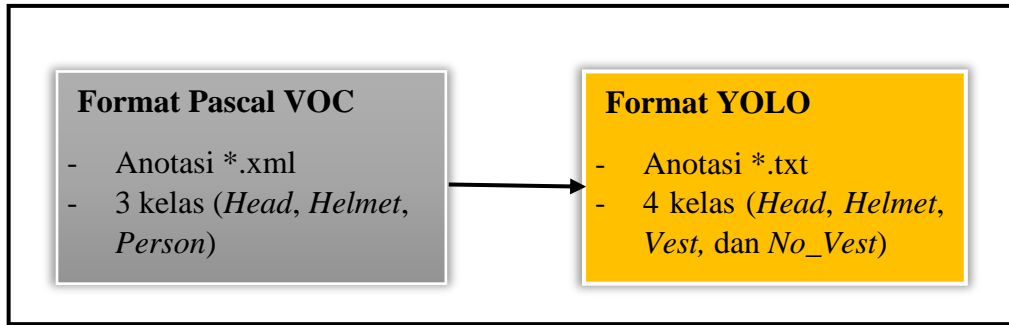 Format Pascal VOC
- Anotasi *.xml
- 3 kelas (Head, Helmet,
Person)
Format YOLO
- Anotasi *.txt
- 4 kelas (Head, Helmet,
Vest, dan No_Vest)